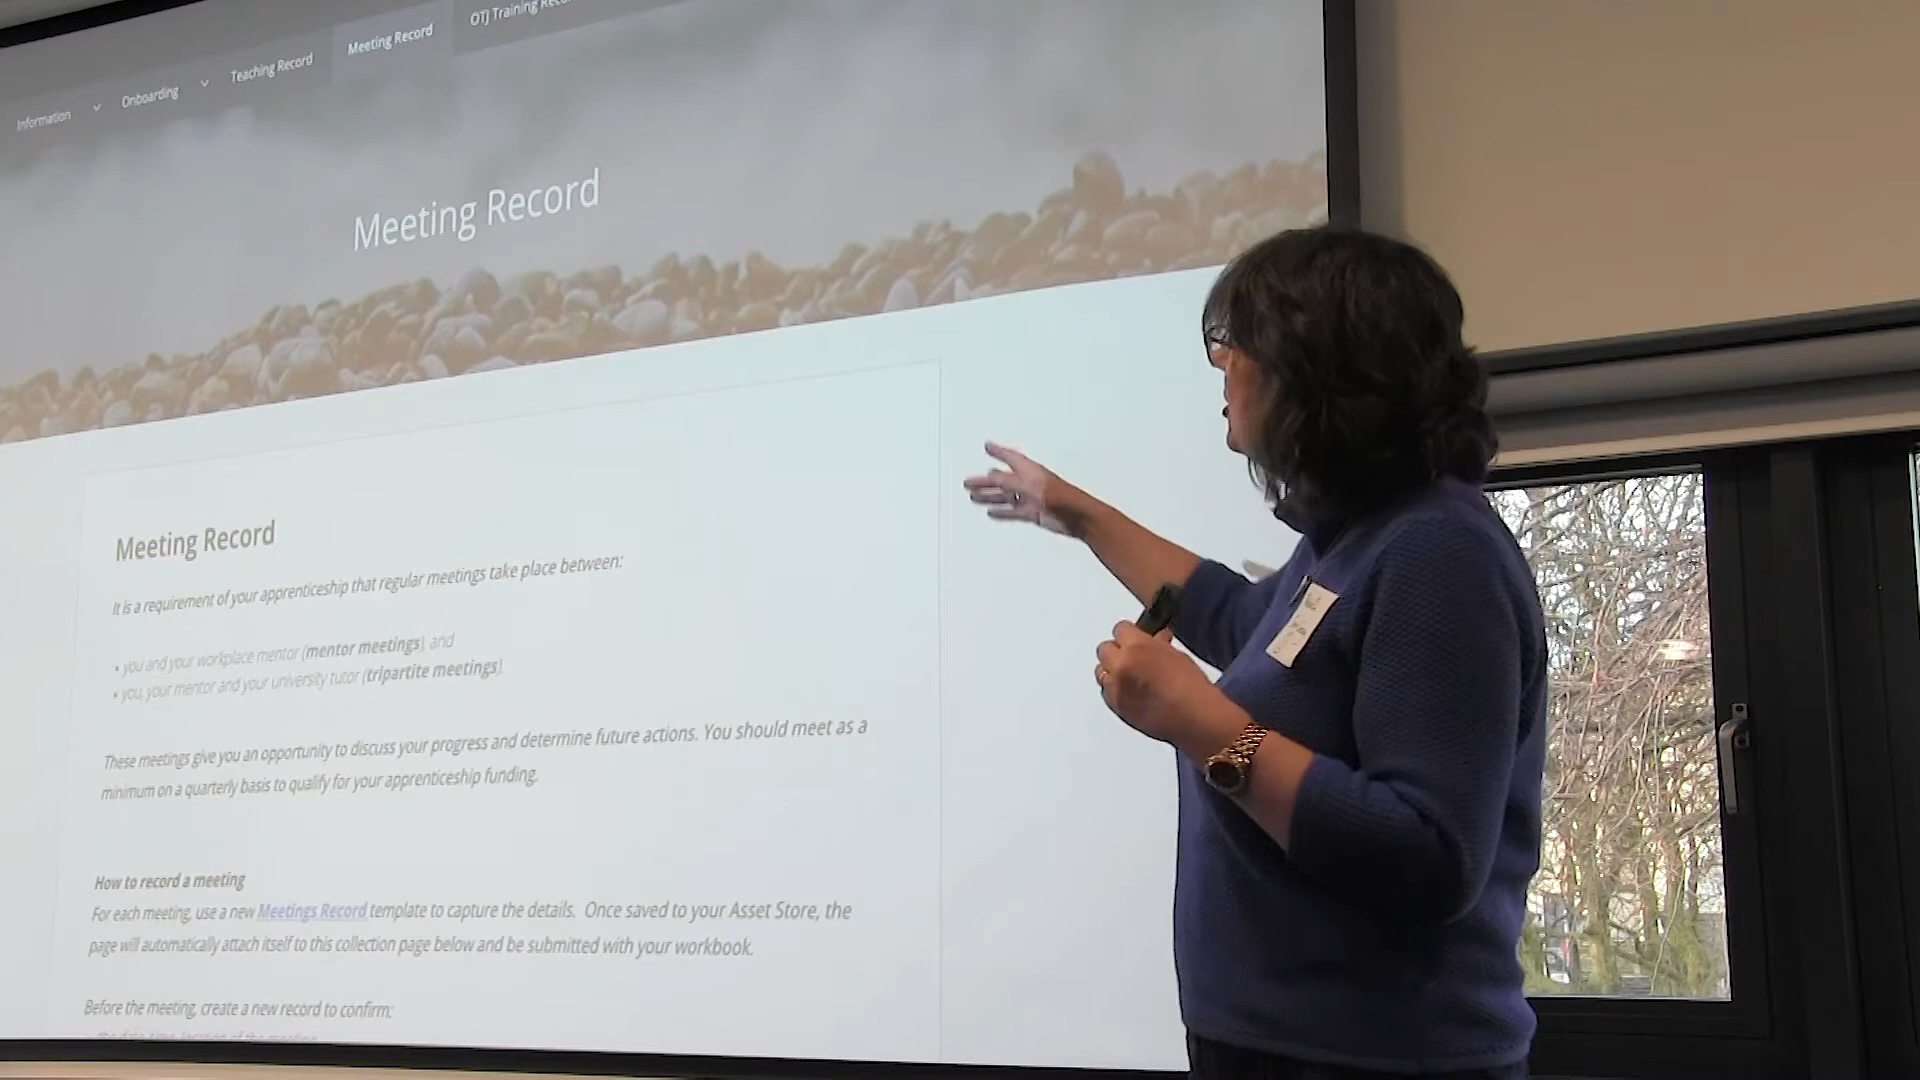 Information Onboarding Teaching Record Meeting Record OTJ Training
Meeting Record
Meeting Record
It is a requirement of your apprenticeship that regular meetings take place between:
• you and your workplace mentor (mentor meetings), and
• you, your mentor and your university tutor (tripartite meetings).
These meetings give you an opportunity to discuss your progress and determine future actions. You should meet as a
minimum on a quarterly basis to qualify for your apprenticeship funding.
How to record a meeting
For each meeting, use a new Meetings Record template to capture the details. Once saved to your Asset Store, the
page will automatically attach itself to this collection page below and be submitted with your workbook.
Before the meeting, create a new record to confirm: